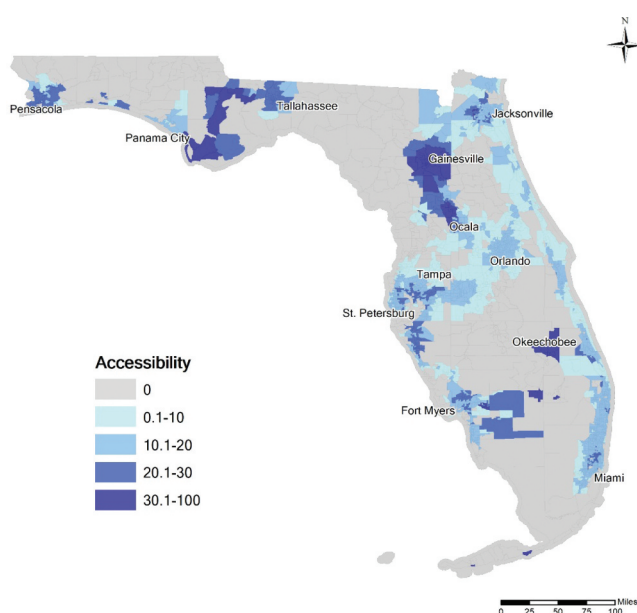 N
Pensacola
Tallahassee
Jacksonville
Panama City
Gainesville
Ocala
Orlando
Tampa
St. Petersburg
Okeechobee
Accessibility
0
0.1-10
10.1-20
20.1-30
30.1-100
Fort Myers
Miami
0 25 50 100 Miles